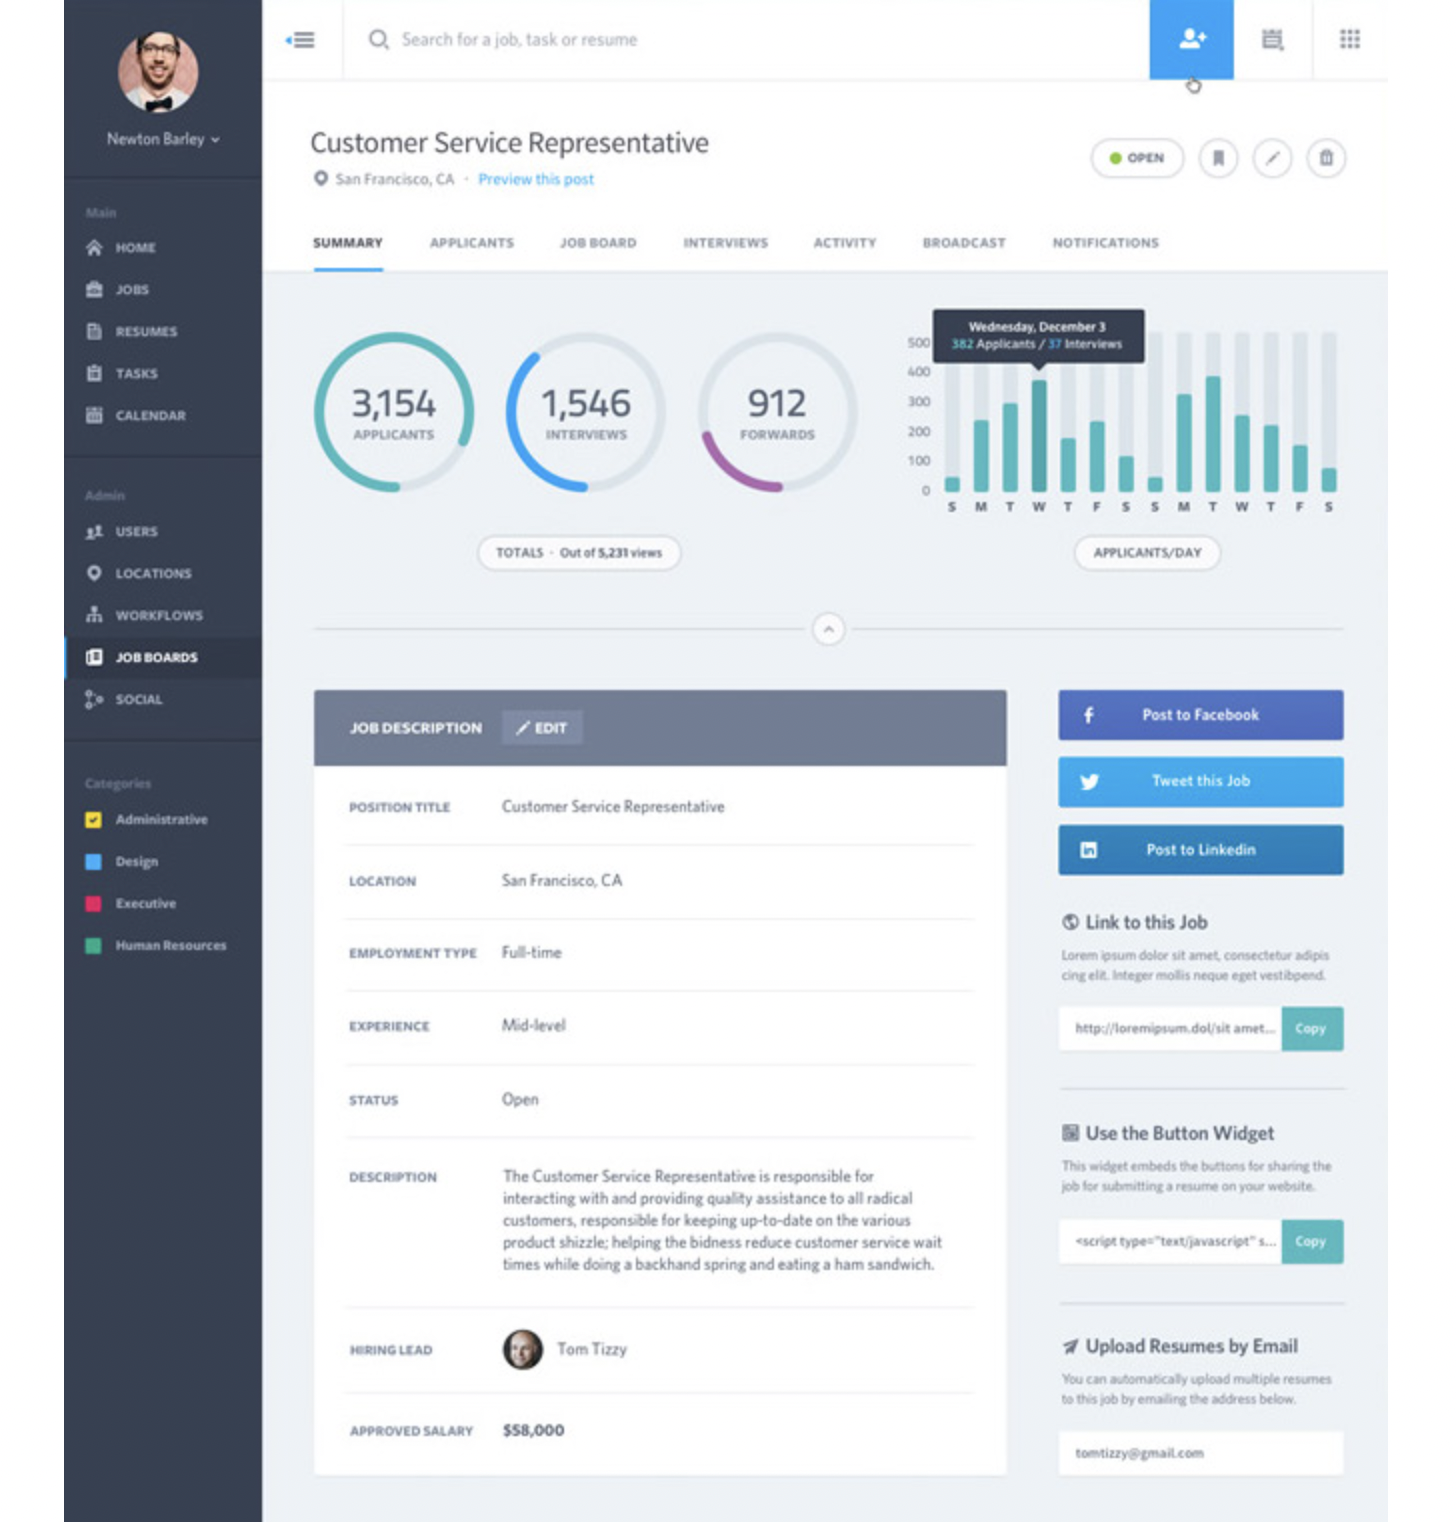 Newton Barley
Main
HOME
JOBS
RESUMES
TASKS
CALENDAR
Admin
USERS
LOCATIONS
WORKFLOWS
JOB BOARDS
SOCIAL
Categories
Administrative
Design
Executive
Human Resources
Search for a job, task or resume
Customer Service Representative
San Francisco, CA · Preview this post
OPEN
SUMMARY APPLICANTS JOB BOARD INTERVIEWS ACTIVITY BROADCAST NOTIFICATIONS
3,154
APPLICANTS
1,546
INTERVIEWS
912
FORWARDS
TOTALS · Out of 5,231 views
Wednesday, December 3
382 Applicants / 37 Interviews
500
400
300
200
100
0
S M T W T F S S M T W T F S
APPLICANTS/DAY
JOB DESCRIPTION EDIT
POSITION TITLE Customer Service Representative
LOCATION San Francisco, CA
EMPLOYMENT TYPE Full-time
EXPERIENCE Mid-level
STATUS Open
DESCRIPTION The Customer Service Representative is responsible for
interacting with and providing quality assistance to all radical
customers, responsible for keeping up-to-date on the various
product shizzle; helping the bidness reduce customer service wait
times while doing a backhand spring and eating a ham sandwich.
HIRING LEAD Tom Tizzy
APPROVED SALARY $58,000
f Post to Facebook
Tweet this Job
in Post to Linkedin
Link to this Job
Lorem ipsum dolor sit amet, consectetur adipis
cing elit. Integer mollis neque eget vestibpend.
http://loremipsum.dol/sit amet... Copy
Use the Button Widget
This widget embeds the buttons for sharing the
job for submitting a resume on your website.
<script type="text/javascript" s... Copy
Upload Resumes by Email
You can automatically upload multiple resumes
to this job by emailing the address below.
tomtizzy@gmail.com